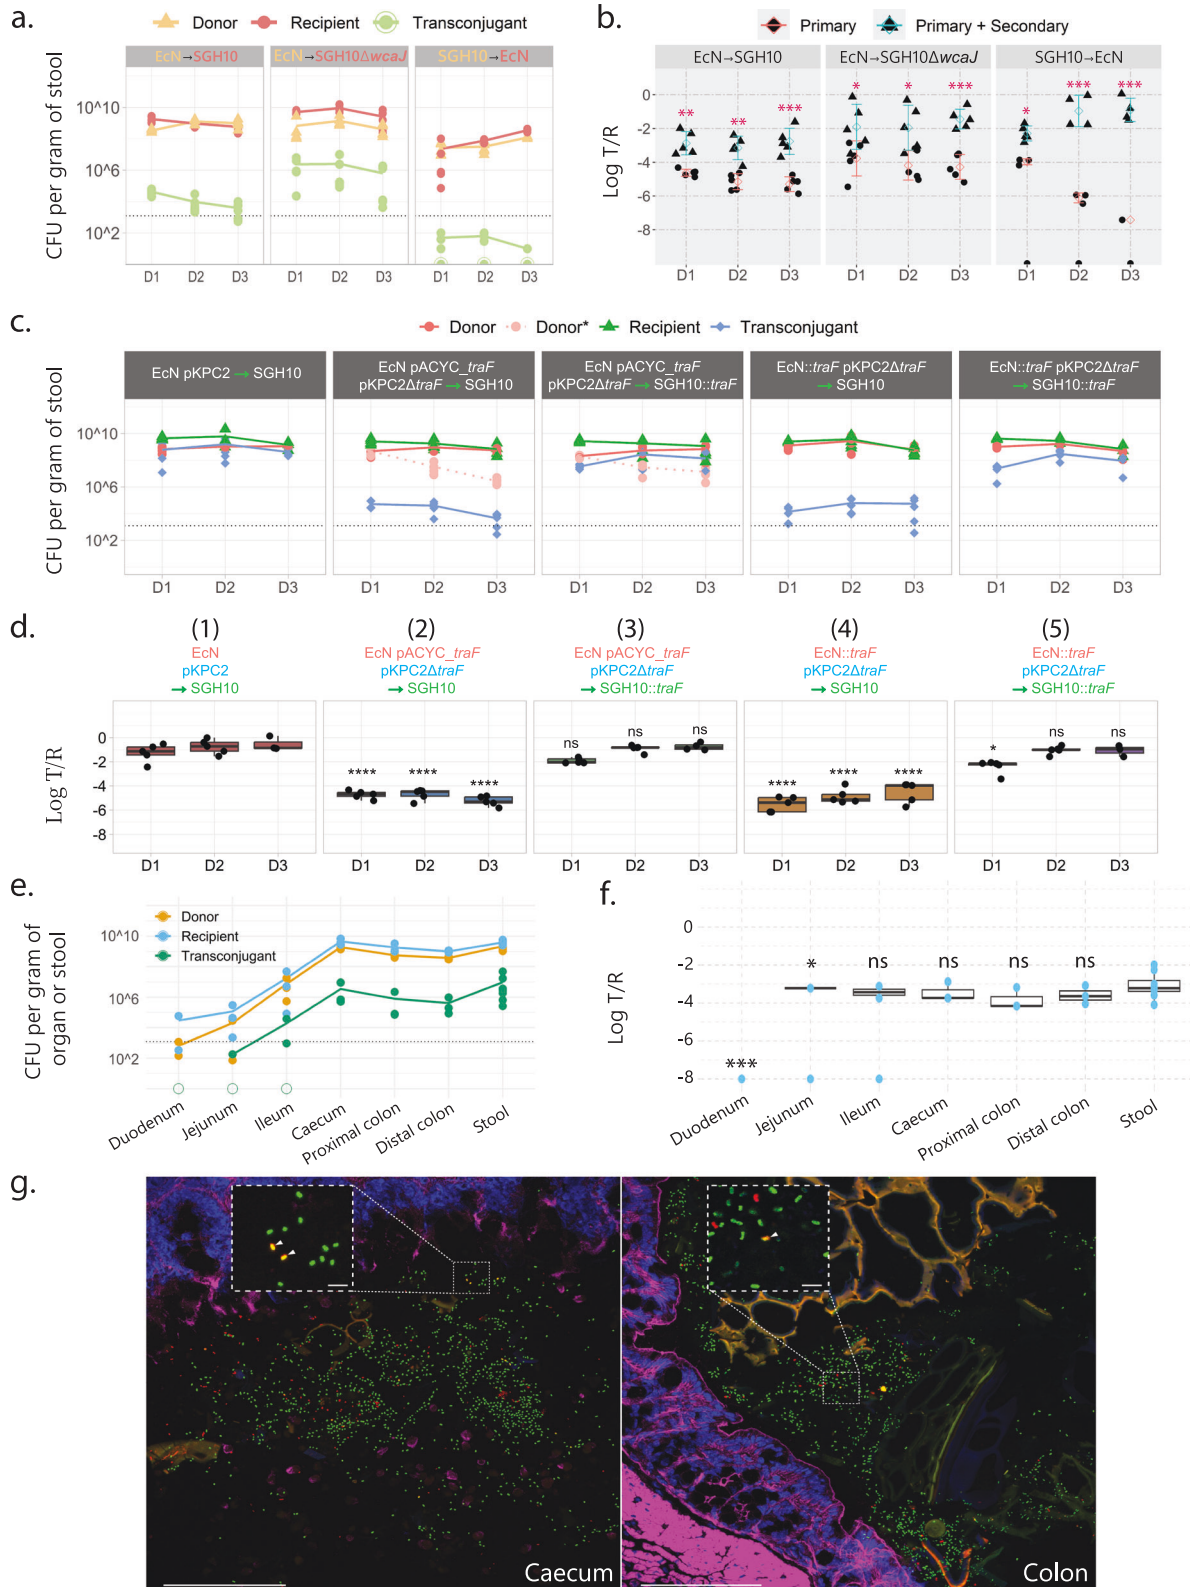 a.
Donor Recipient Transconjugant
EcN→SGH10 EcN→SGH10ΔwcaJ SGH10→EcN
CFU per gram of stool
10^10
10^6
10^2
D1 D2 D3 D1 D2 D3 D1 D2 D3
b.
Primary Primary + Secondary
EcN→SGH10 EcN→SGH10ΔwcaJ SGH10→EcN
Log T/R
0
-2
-4
-6
-8
** ** *** * * *** * *** ***
D1 D2 D3 D1 D2 D3 D1 D2 D3
c.
Donor Donor* Recipient Transconjugant
EcN pKPC2 → SGH10
EcN pACYC_traF
pKPC2ΔtraF → SGH10
EcN pACYC_traF
pKPC2ΔtraF → SGH10::traF
EcN::traF pKPC2ΔtraF
→ SGH10
EcN::traF pKPC2ΔtraF
→ SGH10::traF
CFU per gram of stool
10^10
10^6
10^2
D1 D2 D3 D1 D2 D3 D1 D2 D3 D1 D2 D3 D1 D2 D3
d.
(1)
EcN
pKPC2
→ SGH10
(2)
EcN pACYC_traF
pKPC2ΔtraF
→ SGH10
(3)
EcN pACYC_traF
pKPC2ΔtraF
→ SGH10::traF
(4)
EcN::traF
pKPC2ΔtraF
→ SGH10
(5)
EcN::traF
pKPC2ΔtraF
→ SGH10::traF
Log T/R
0
-2
-4
-6
-8
**** **** **** ns ns ns **** **** **** * ns ns
D1 D2 D3 D1 D2 D3 D1 D2 D3 D1 D2 D3 D1 D2 D3
e.
Donor
Recipient
Transconjugant
CFU per gram of
organ or stool
10^10
10^6
10^2
Duodenum Jejunum Ileum Caecum Proximal colon Distal colon Stool
f.
Log T/R
0
-2
-4
-6
-8
*** * ns ns ns ns
Duodenum Jejunum Ileum Caecum Proximal colon Distal colon Stool
g.
Caecum
Colon